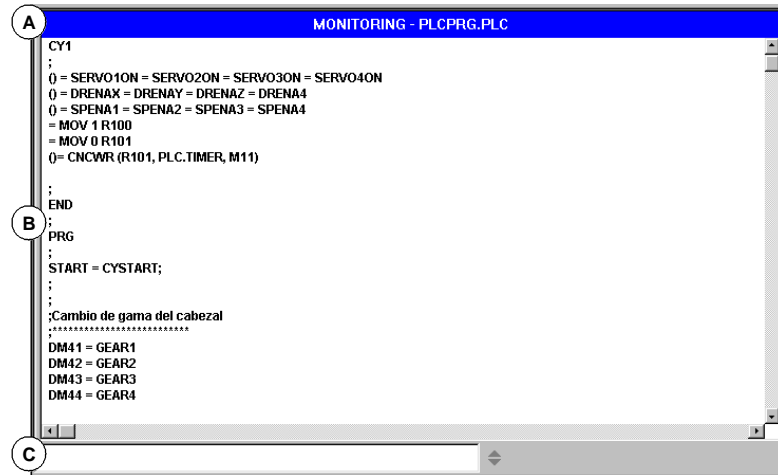 A
MONITORING - PLCPRG.PLC
CY1
;
() = SERVO1ON = SERVO2ON = SERVO3ON = SERVO4ON
() = DRENAX = DRENAY = DRENAZ = DRENA4
() = SPENA1 = SPENA2 = SPENA3 = SPENA4
= MOV 1 R100
= MOV 0 R101
()= CNCWR (R101, PLC.TIMER, M11)
;
END
B
;
PRG
;
START = CYSTART;
;
;
;Cambio de gama del cabezal
;**************************
DM41 = GEAR1
DM42 = GEAR2
DM43 = GEAR3
DM44 = GEAR4
C